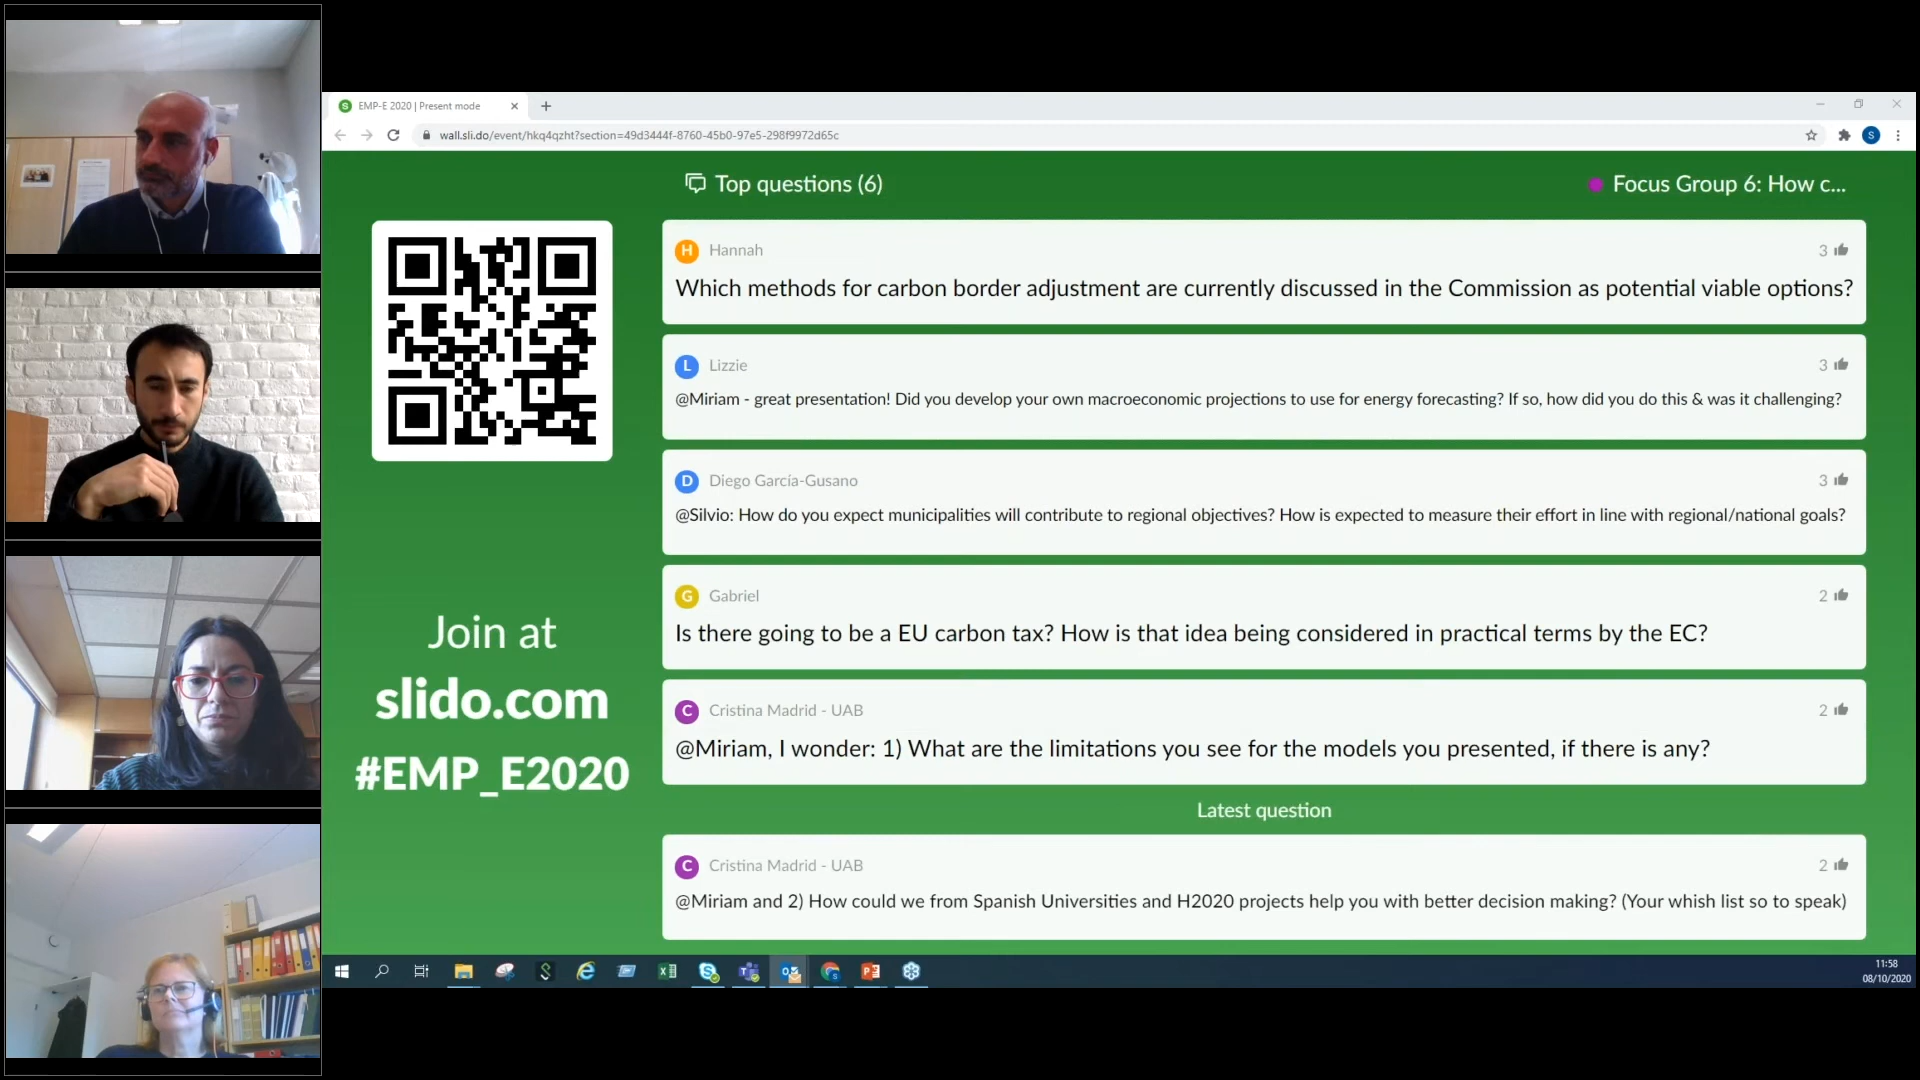 EMP-E 2020 | Present mode
wall.sli.do/event/hkq4qzht?section=49d3444f-8760-45b0-97e5-298f9972d65c
S
Top questions (6)
Focus Group 6: How c...
H Hannah 3
Which methods for carbon border adjustment are currently discussed in the Commission as potential viable options?
L Lizzie 3
@Miriam - great presentation! Did you develop your own macroeconomic projections to use for energy forecasting? If so, how did you do this & was it challenging?
D Diego García-Gusano 3
@Silvio: How do you expect municipalities will contribute to regional objectives? How is expected to measure their effort in line with regional/national goals?
G Gabriel 2
Is there going to be a EU carbon tax? How is that idea being considered in practical terms by the EC?
C Cristina Madrid - UAB 2
@Miriam, I wonder: 1) What are the limitations you see for the models you presented, if there is any?
Latest question
C Cristina Madrid - UAB 2
@Miriam and 2) How could we from Spanish Universities and H2020 projects help you with better decision making? (Your whish list so to speak)
Join at
slido.com
#EMP_E2020
11:58
08/10/2020